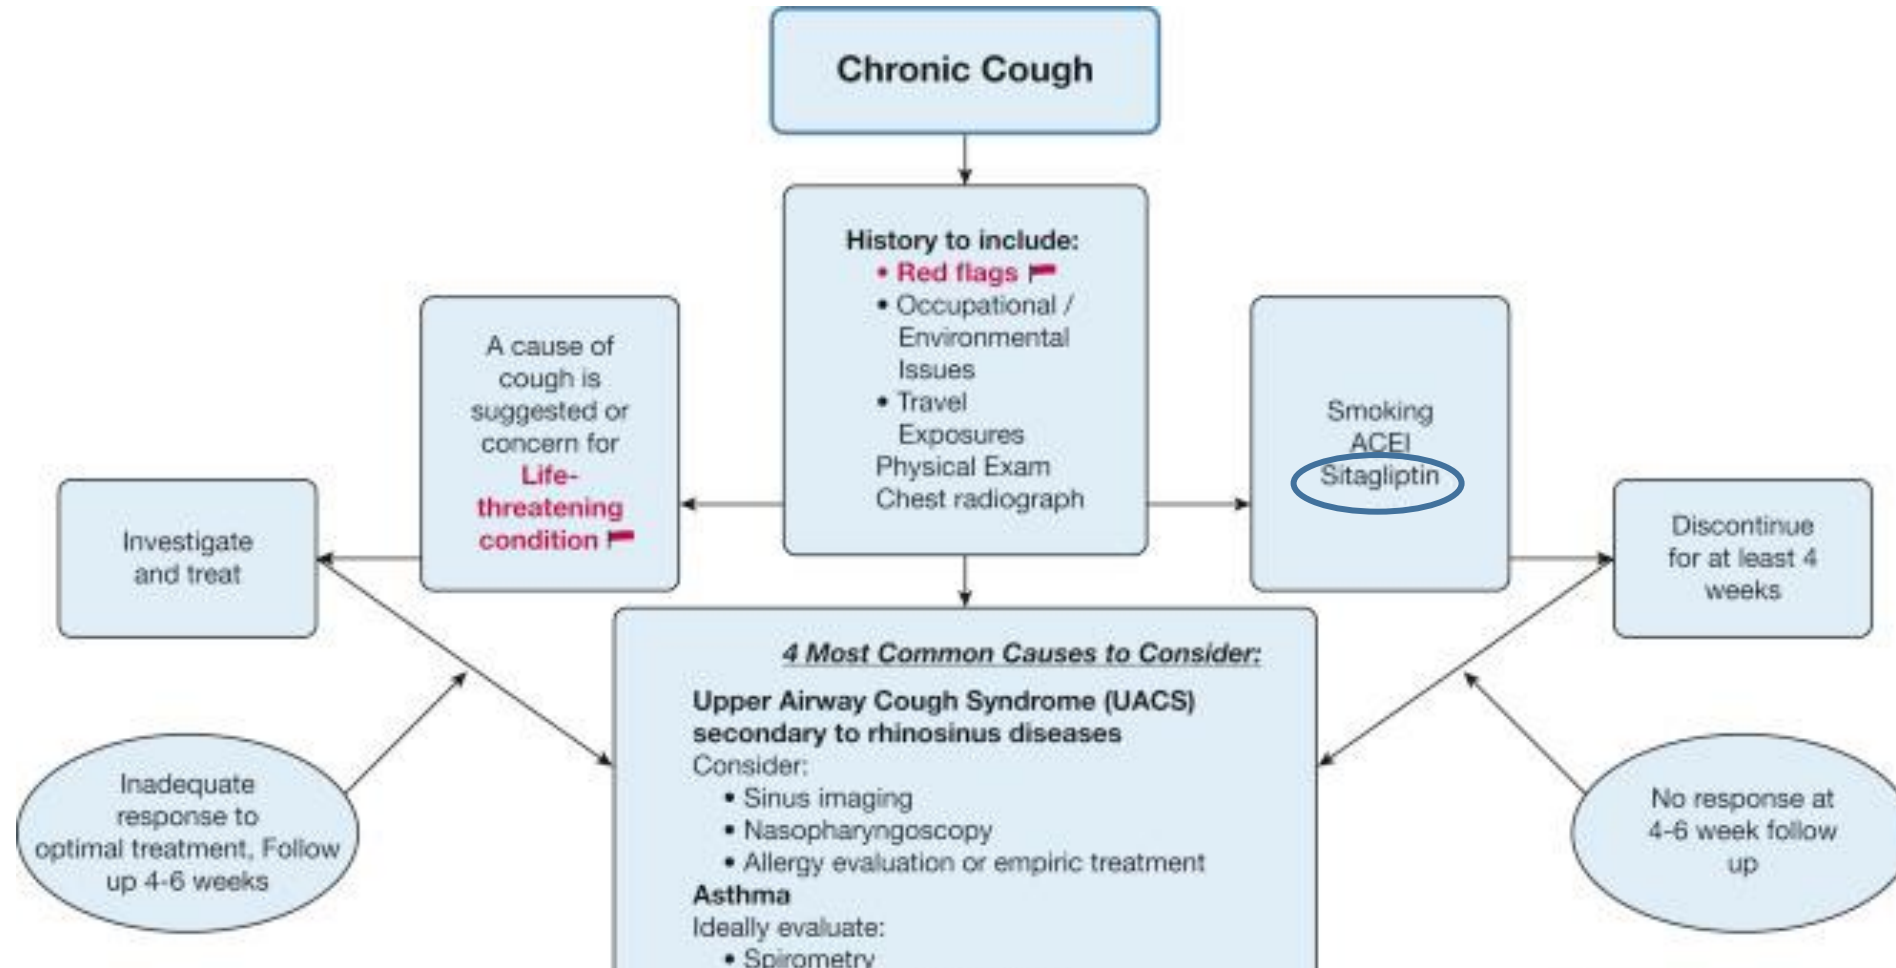 Chronic Cough
History to include:
• Red flags
• Occupational /
Environmental
Issues
• Travel
Exposures
Physical Exam
Chest radiograph
A cause of
cough is
suggested or
concern for
Life-
threatening
condition
Smoking
ACEI
Sitagliptin
Investigate
and treat
Discontinue
for at least 4
weeks
4 Most Common Causes to Consider:
Upper Airway Cough Syndrome (UACS)
secondary to rhinosinus diseases
Consider:
• Sinus imaging
• Nasopharyngoscopy
• Allergy evaluation or empiric treatment
Asthma
Ideally evaluate:
• Spirometry
Inadequate
response to
optimal treatment, Follow
up 4-6 weeks
No response at
4-6 week follow
up